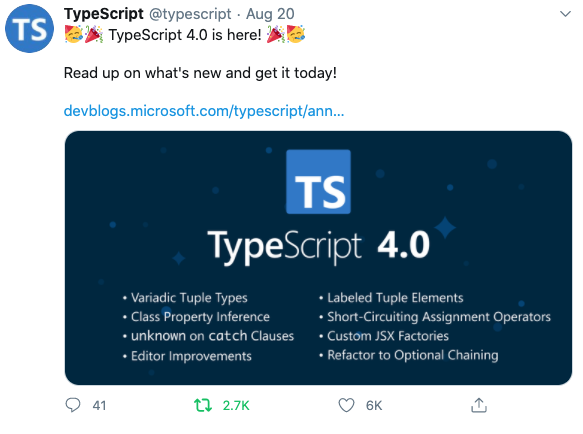 TypeScript @typescript · Aug 20
🥳🎉 TypeScript 4.0 is here! 🎉🥳
Read up on what's new and get it today!
devblogs.microsoft.com/typescript/ann...
TS
TS
TypeScript 4.0
• Variadic Tuple Types
• Class Property Inference
• unknown on catch Clauses
• Editor Improvements
• Labeled Tuple Elements
• Short-Circuiting Assignment Operators
• Custom JSX Factories
• Refactor to Optional Chaining
41 2.7K 6K